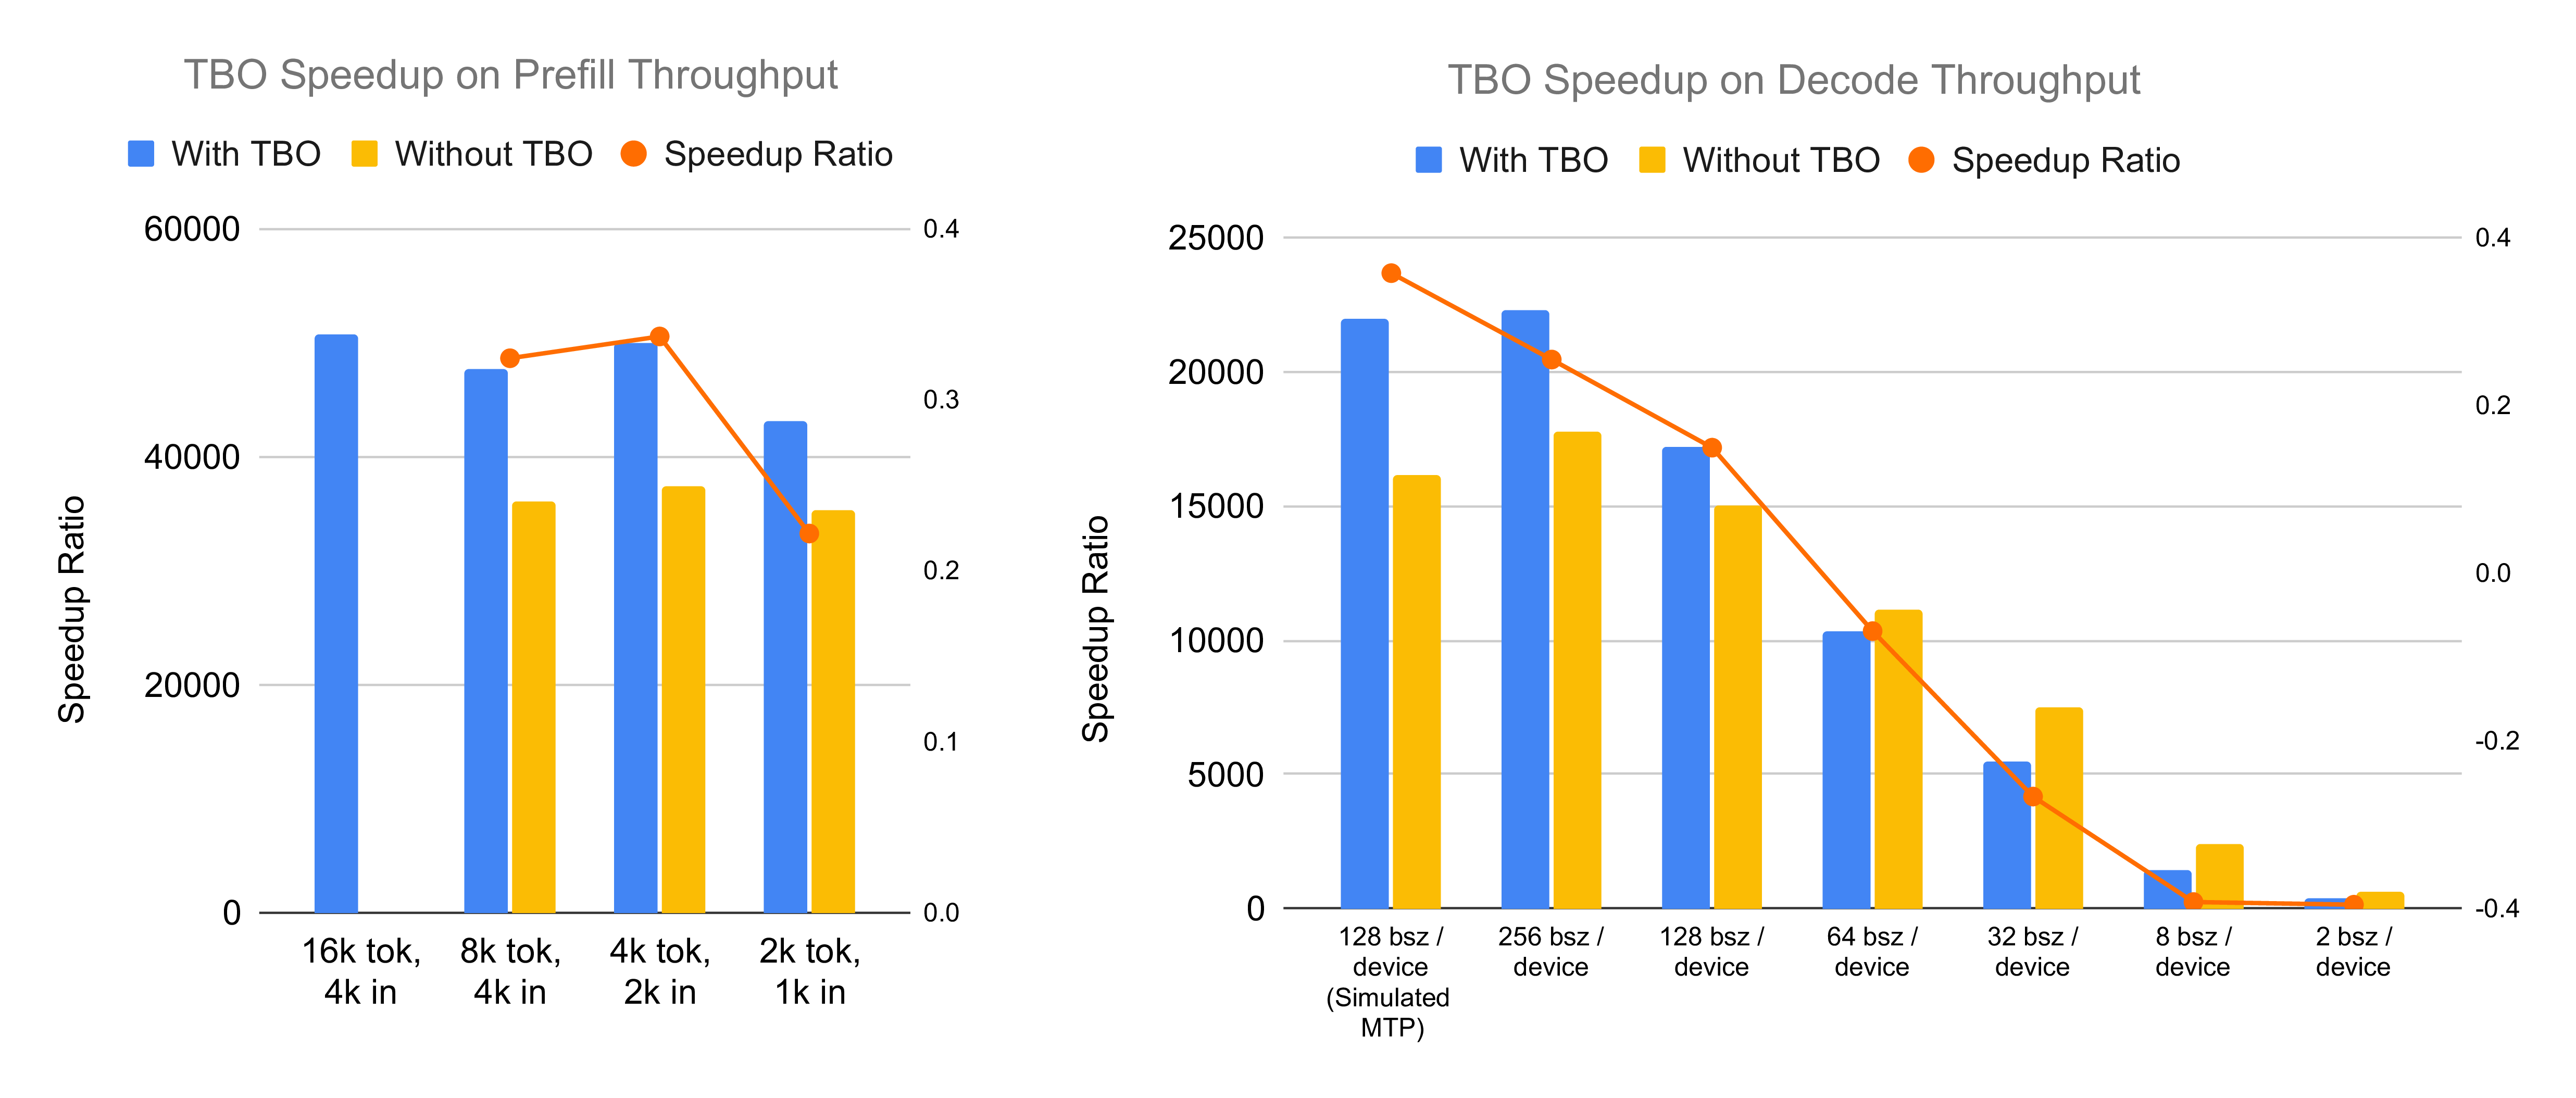 TBO Speedup on Prefill Throughput
With TBO Without TBO Speedup Ratio
60000
40000
20000
0
Speedup Ratio
0.4
0.3
0.2
0.1
0.0
16k tok,
4k in
8k tok,
4k in
4k tok,
2k in
2k tok,
1k in
TBO Speedup on Decode Throughput
With TBO Without TBO Speedup Ratio
25000
20000
15000
10000
5000
0
Speedup Ratio
0.4
0.2
0.0
-0.2
-0.4
128 bsz /
device
(Simulated
MTP)
256 bsz /
device
128 bsz /
device
64 bsz /
device
32 bsz /
device
8 bsz /
device
2 bsz /
device